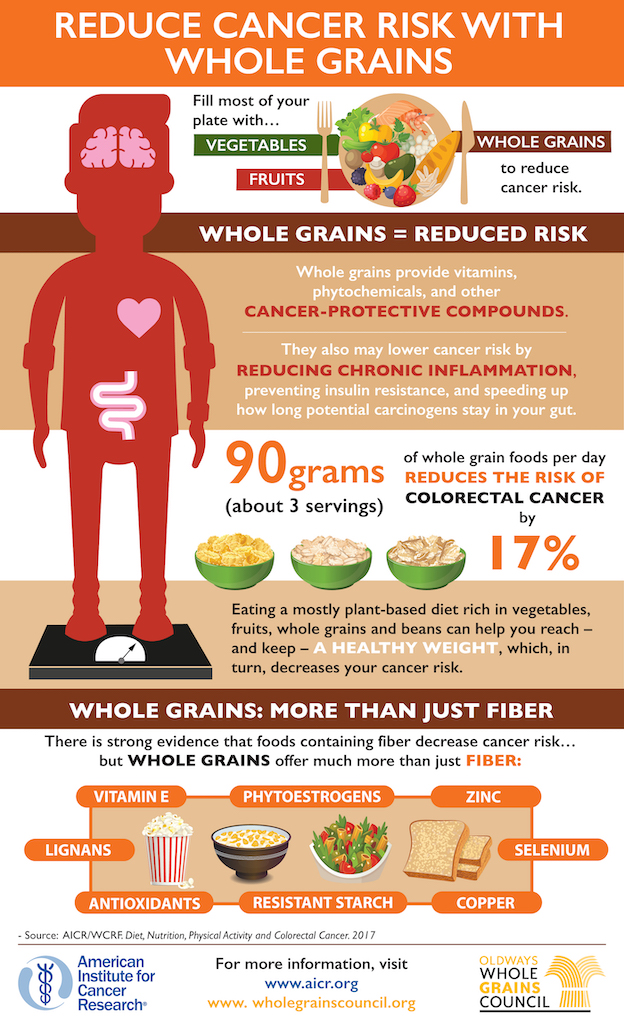 REDUCE CANCER RISK WITH
WHOLE GRAINS
Fill most of your
plate with...
VEGETABLES
FRUITS
WHOLE GRAINS
to reduce
cancer risk.
WHOLE GRAINS = REDUCED RISK
Whole grains provide vitamins,
phytochemicals, and other
CANCER-PROTECTIVE COMPOUNDS.
They also may lower cancer risk by
REDUCING CHRONIC INFLAMMATION,
preventing insulin resistance, and speeding up
how long potential carcinogens stay in your gut.
90grams
(about 3 servings)
of whole grain foods per day
REDUCES THE RISK OF
COLORECTAL CANCER
by
17%
Eating a mostly plant-based diet rich in vegetables,
fruits, whole grains and beans can help you reach –
and keep – A HEALTHY WEIGHT, which, in
turn, decreases your cancer risk.
WHOLE GRAINS: MORE THAN JUST FIBER
There is strong evidence that foods containing fiber decrease cancer risk...
but WHOLE GRAINS offer much more than just FIBER:
VITAMIN E
PHYTOESTROGENS
ZINC
LIGNANS
SELENIUM
ANTIOXIDANTS
RESISTANT STARCH
COPPER
- Source: AICR/WCRF. Diet, Nutrition, Physical Activity and Colorectal Cancer. 2017
American
Institute for
Cancer
Research®
For more information, visit
www.aicr.org
www. wholegrainscouncil.org
OLDWAYS
WHOLE
GRAINS
COUNCIL